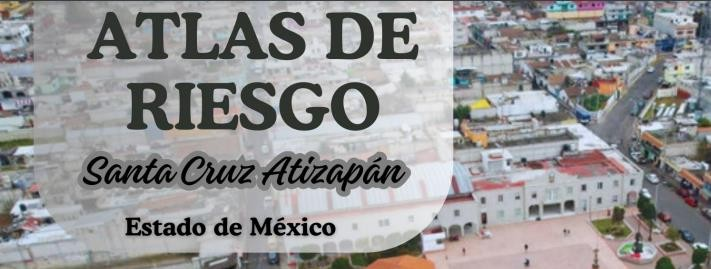 ATLAS DE
RIESGO
Santa Cruz Atizapán
Estado de México